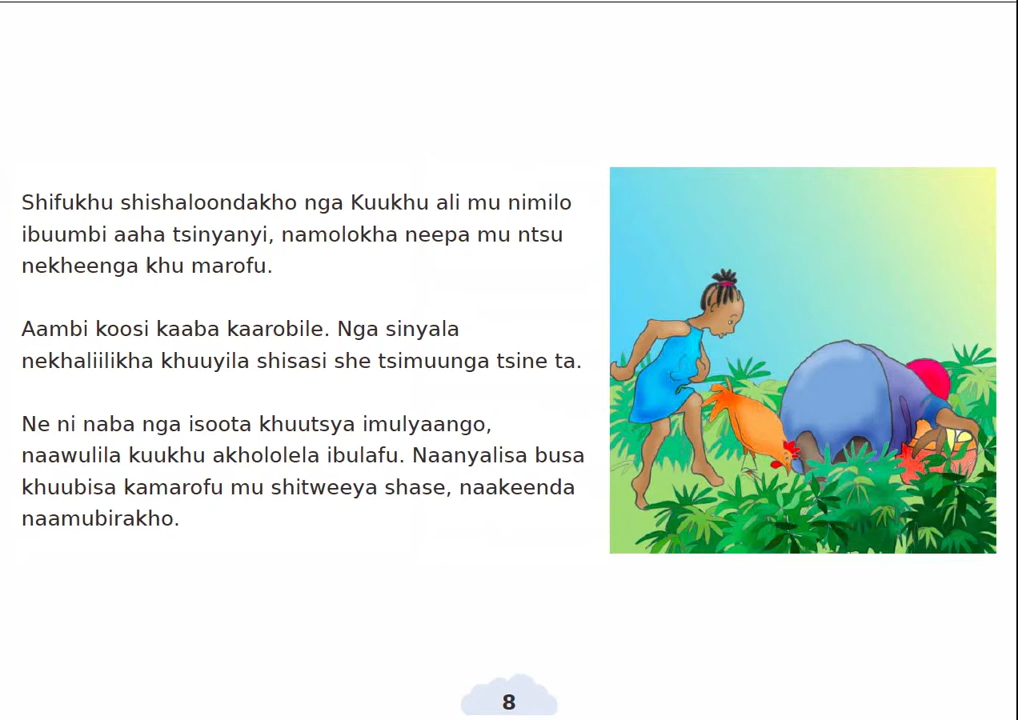 Shifukhu shishaloondakho nga Kuukhu ali mu nimilo
ibuumbi aaha tsinyanyi, namolokha neepa mu ntsu
nekheenga khu marofu.
Aambi koosi kaaba kaarobile. Nga sinyala
nekhaliilikha khuuyila shisasi she tsimuunga tsine ta.
Ne ni naba nga isoota khuutsya imulyaango,
naawulila kuukhu akhololela ibulafu. Naanyalisa busa
khuubisa kamarofu mu shitweeya shase, naakeenda
naamubirakho.
8